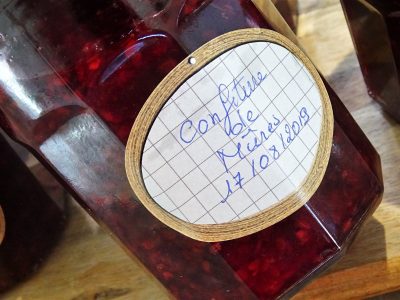 Confiture
de
Mûres
17/08/2019